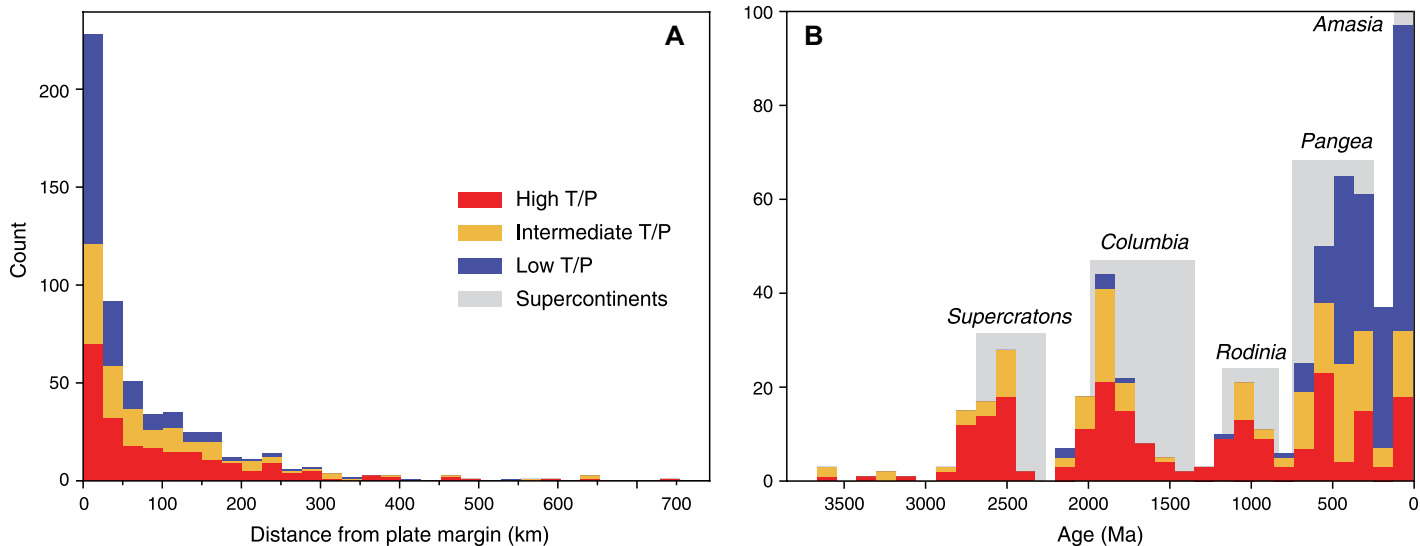 A
200
150
100
50
0
Count
High T/P
Intermediate T/P
Low T/P
Supercontinents
0 100 200 300 400 500 600 700
Distance from plate margin (km)
B
100
80
60
40
20
0
Amasia
Pangea
Columbia
Supercratons
Rodinia
3500 3000 2500 2000 1500 1000 500 0
Age (Ma)